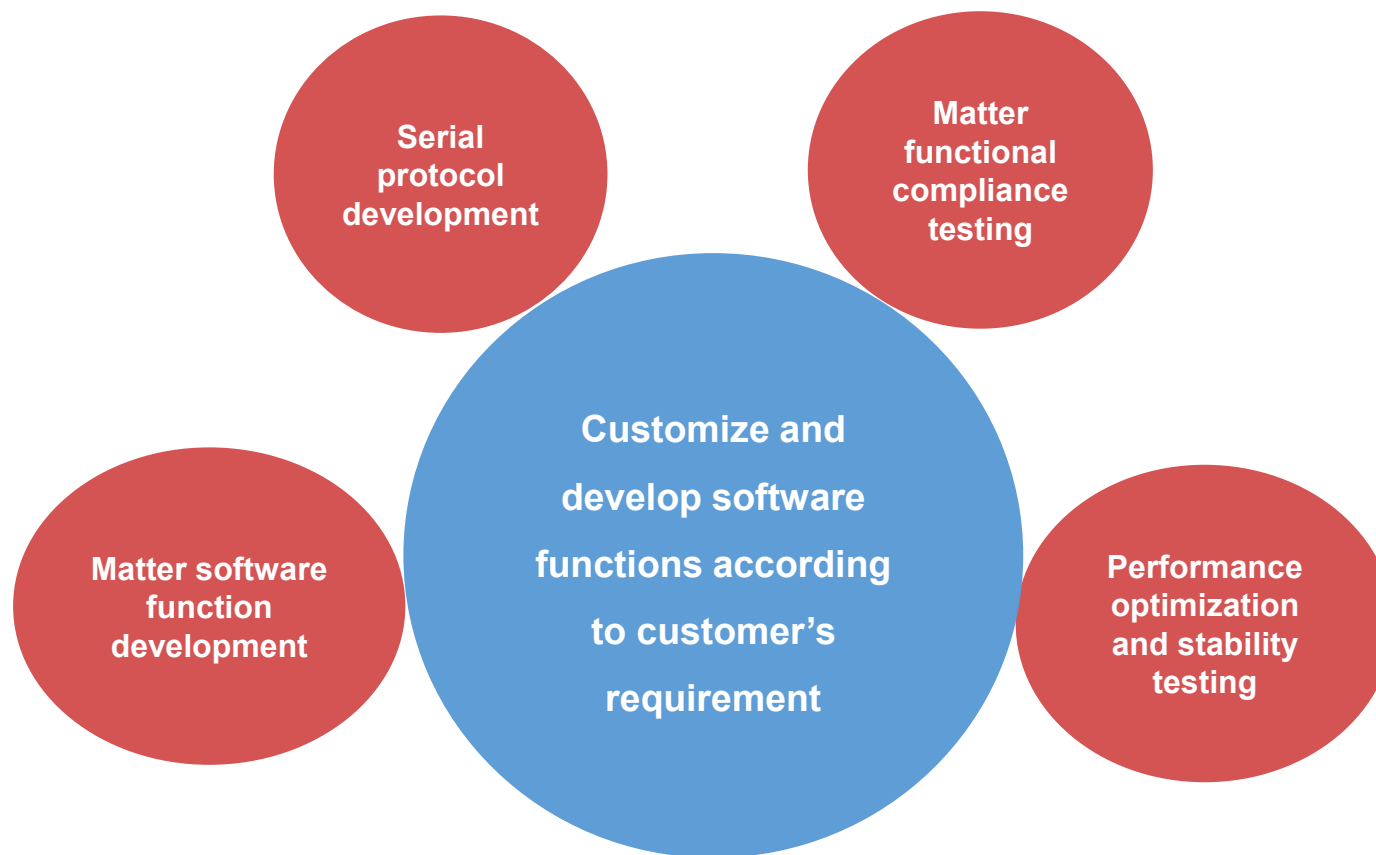 Serial
protocol
development
Matter
functional
compliance
testing
Customize and
develop software
functions according
to customer’s
requirement
Matter software
function
development
Performance
optimization
and stability
testing